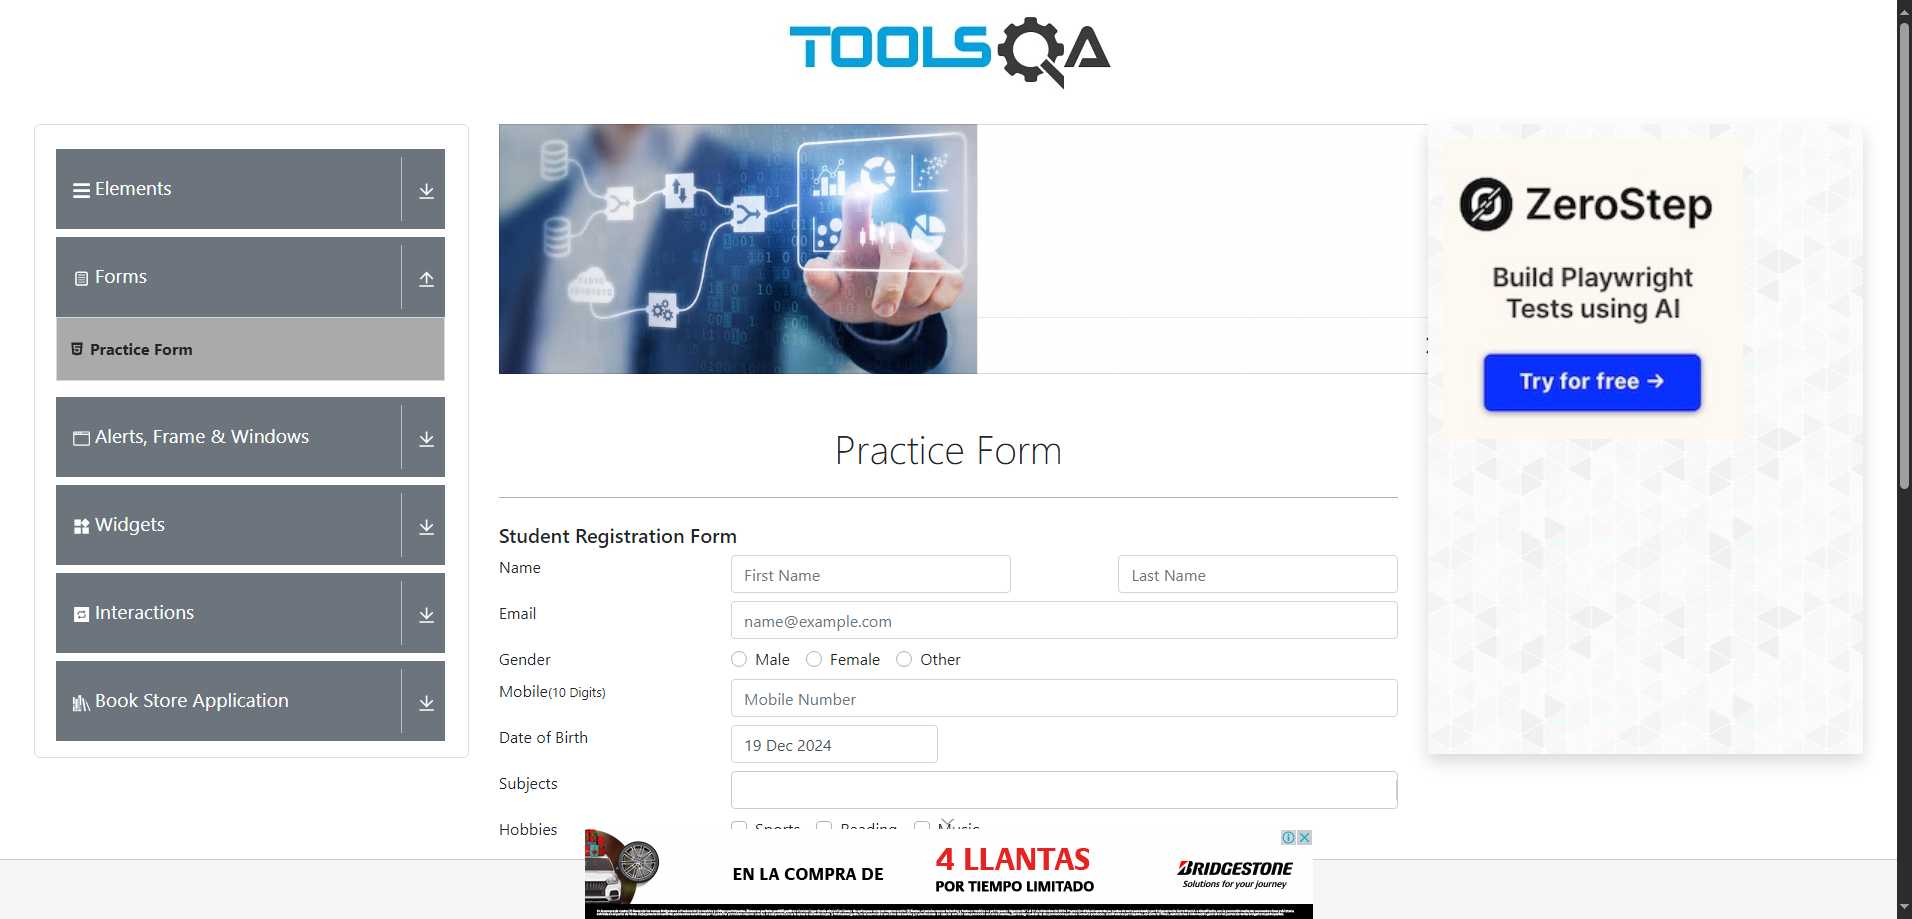 TOOLSQA
Elements
Forms
Practice Form
Alerts, Frame & Windows
Widgets
Interactions
Book Store Application
Practice Form
Student Registration Form
Name
First Name
Last Name
Email
name@example.com
Gender
Male
Female
Other
Mobile(10 Digits)
Mobile Number
Date of Birth
19 Dec 2024
Subjects
Hobbies
Sports
Reading
Music
ZeroStep
Build Playwright
Tests using AI
Try for free →
EN LA COMPRA DE
4 LLANTAS
POR TIEMPO LIMITADO
BRIDGESTONE
Solutions for your journey